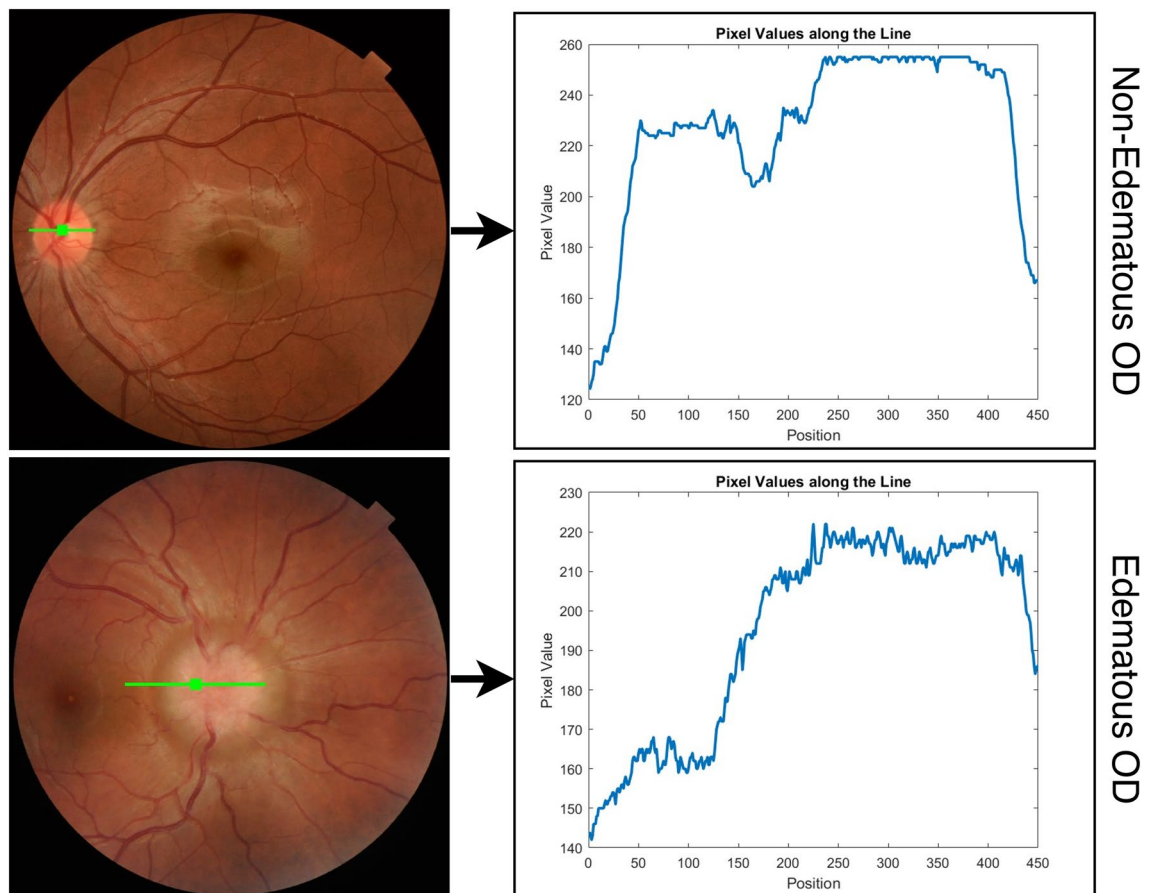 Pixel Values along the Line
260
240
220
200
180
160
140
120
Pixel Value
0 50 100 150 200 250 300 350 400 450
Position
Non-Edematous OD
Pixel Values along the Line
230
220
210
200
190
180
170
160
150
140
Pixel Value
0 50 100 150 200 250 300 350 400 450
Position
Edematous OD